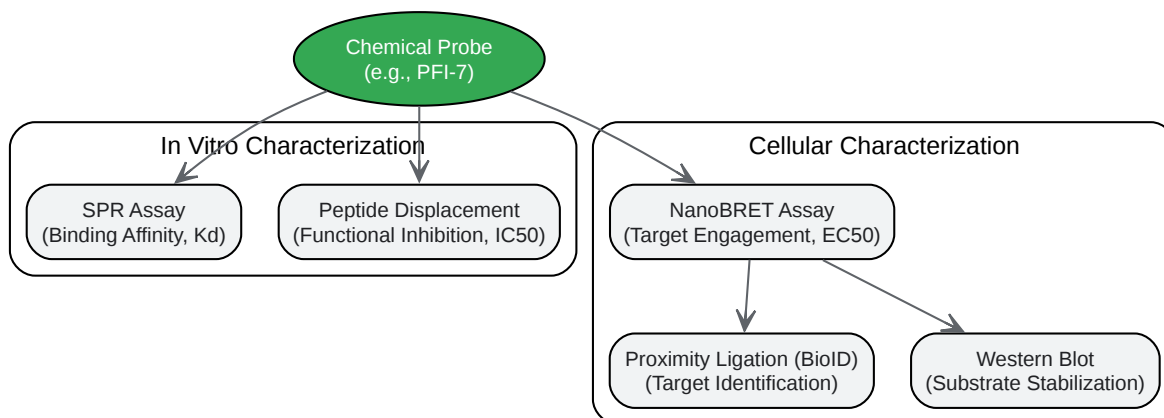 Chemical Probe
(e.g., PFI-7)
In Vitro Characterization
Cellular Characterization
SPR Assay
(Binding Affinity, Kd)
Peptide Displacement
(Functional Inhibition, IC50)
NanoBRET Assay
(Target Engagement, EC50)
Proximity Ligation (BioID)
(Target Identification)
Western Blot
(Substrate Stabilization)